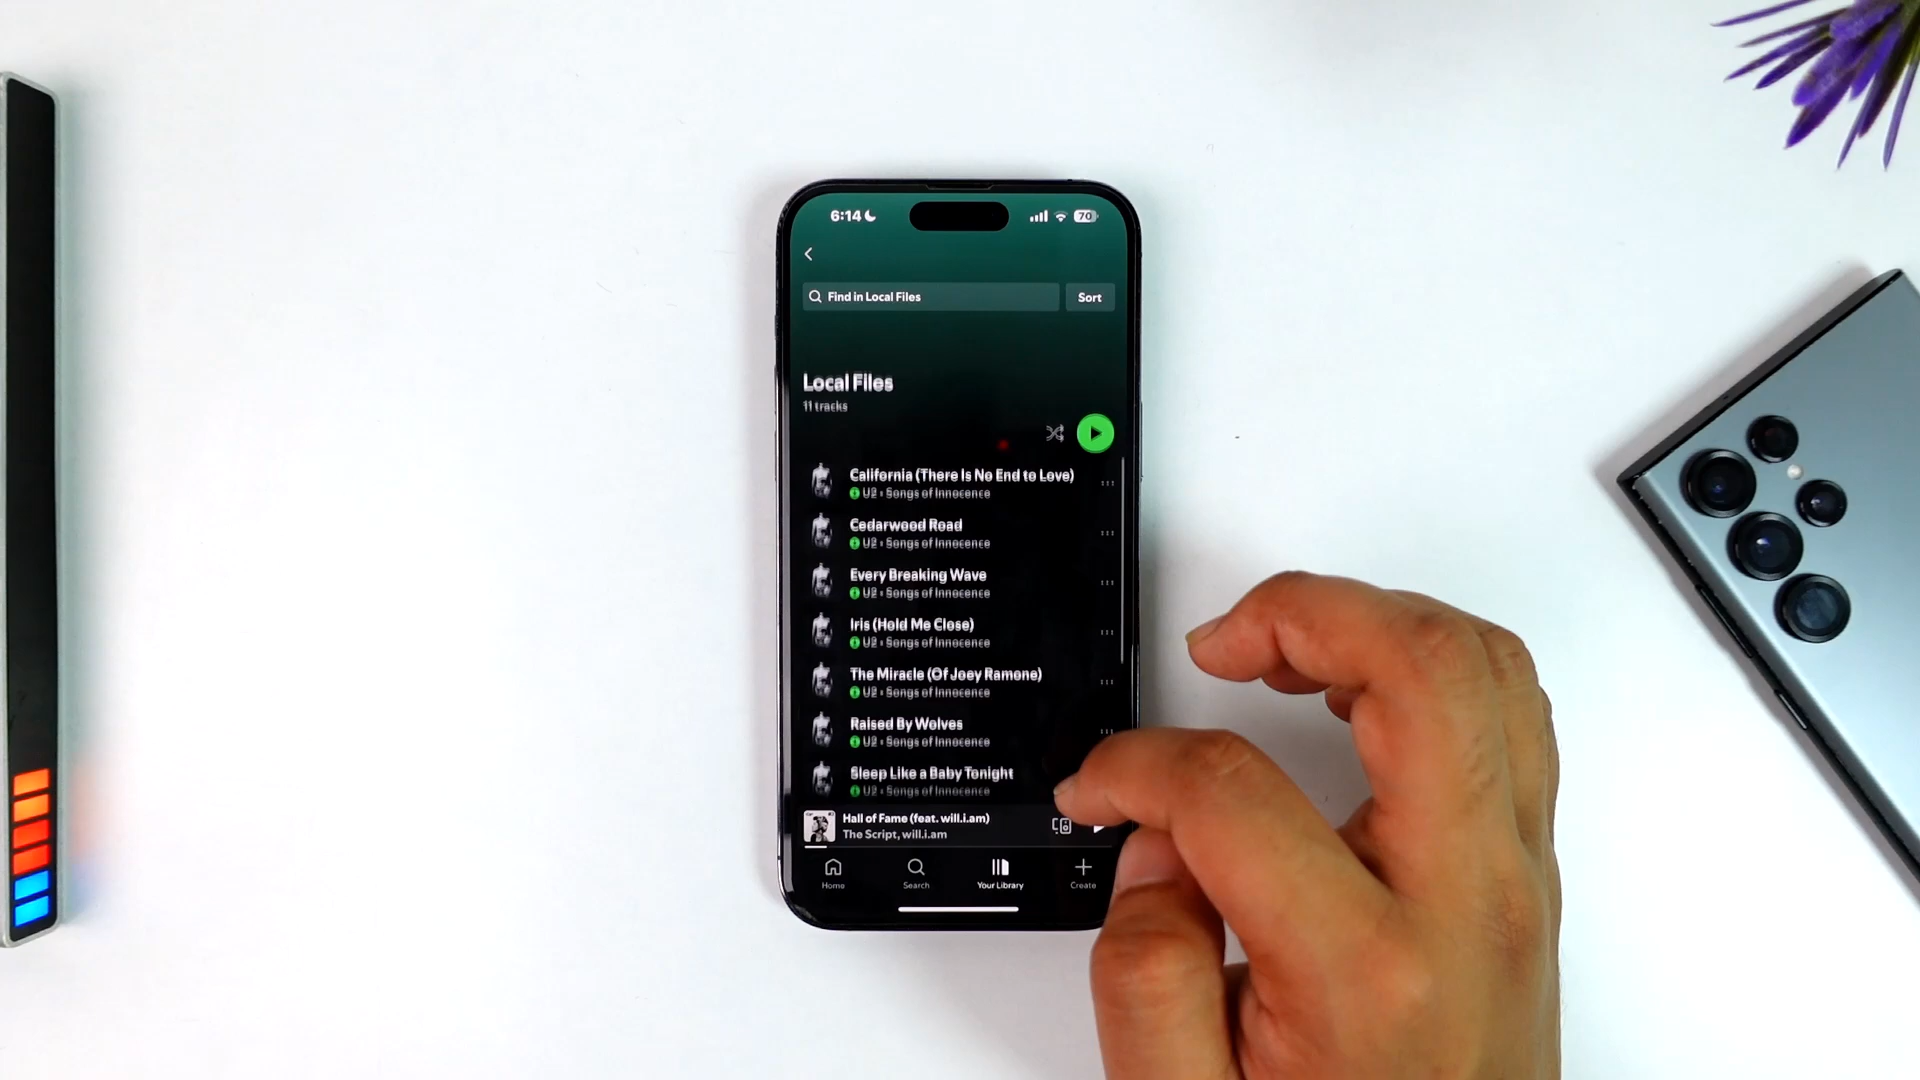 6:14
70
Find in Local Files
Sort
Local Files
11 tracks
California (There Is No End to Love)
U2 • Songs of Innocence
Cedarwood Road
U2 • Songs of Innocence
Every Breaking Wave
U2 • Songs of Innocence
Iris (Hold Me Close)
U2 • Songs of Innocence
The Miracle (Of Joey Ramone)
U2 • Songs of Innocence
Raised By Wolves
U2 • Songs of Innocence
Sleep Like a Baby Tonight
U2 • Songs of Innocence
Hall of Fame (feat. will.i.am)
The Script, will.i.am
Home
Search
Your Library
Create